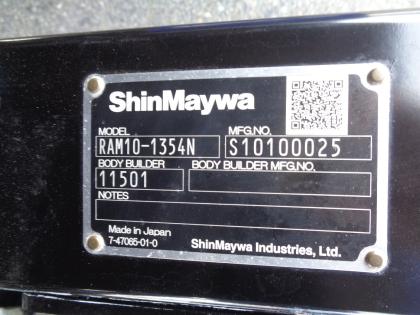 ShinMaywa
MODEL MFG.NO.
RAM10-1354N S10100025
BODY BUILDER BODY BUILDER MFG.NO.
11501
NOTES
Made in Japan
7-47065-01-0 ShinMaywa Industries, Ltd.